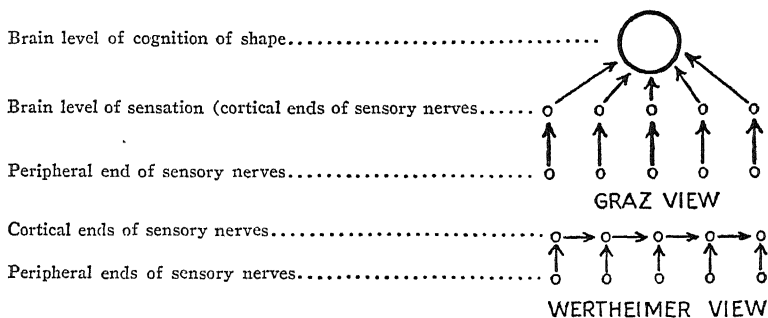 Brain level of cognition of shape................................
Brain level of sensation (cortical ends of sensory nerves......
Peripheral end of sensory nerves.............................
GRAZ VIEW
Cortical ends of sensory nerves.................................
Peripheral ends of sensory nerves..............................
WERTHEIMER VIEW